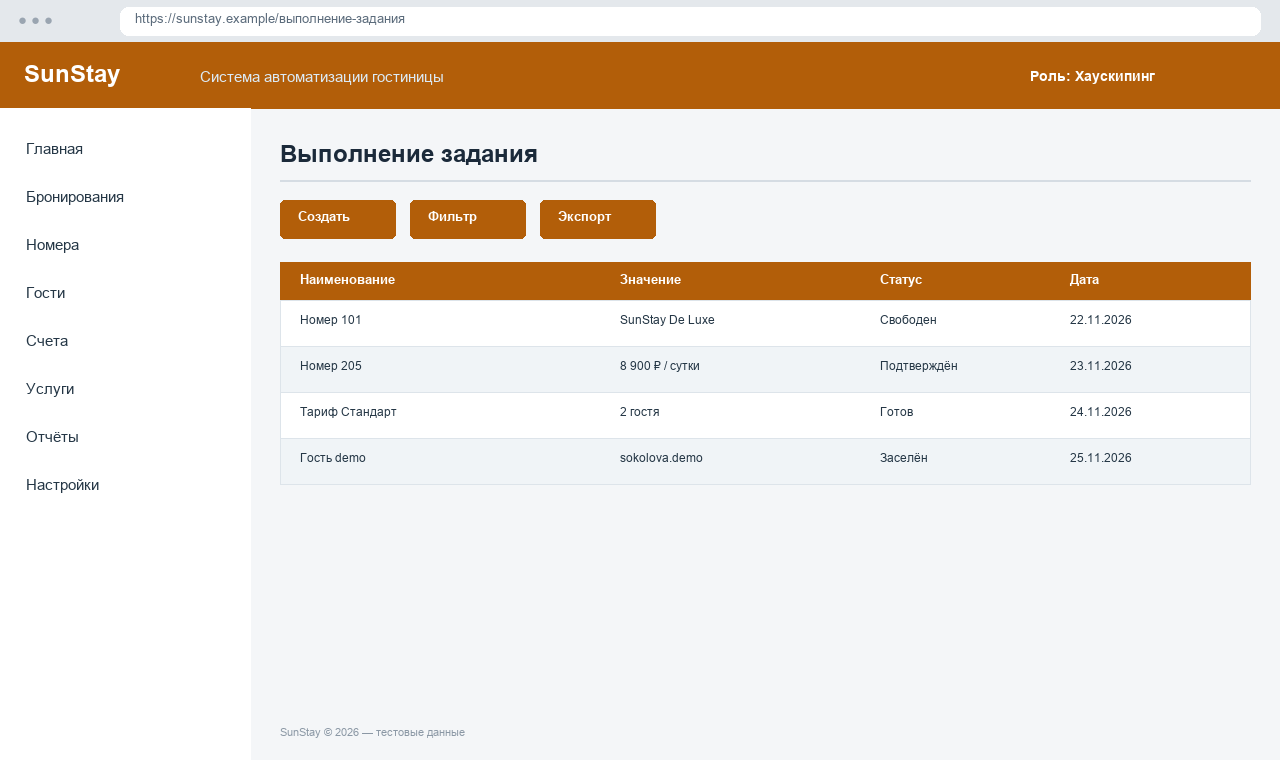 https://sunstay.example/выполнение-задания
SunStay
Система автоматизации гостиницы
Роль: Хаускипинг
Главная
Бронирования
Номера
Гости
Счета
Услуги
Отчёты
Настройки
Выполнение задания
Создать
Фильтр
Экспорт
Наименование Значение Статус Дата
Номер 101 SunStay De Luxe Свободен 22.11.2026
Номер 205 8 900 ₽ / сутки Подтверждён 23.11.2026
Тариф Стандарт 2 гостя Готов 24.11.2026
Гость demo sokolova.demo Заселён 25.11.2026
SunStay © 2026 — тестовые данные